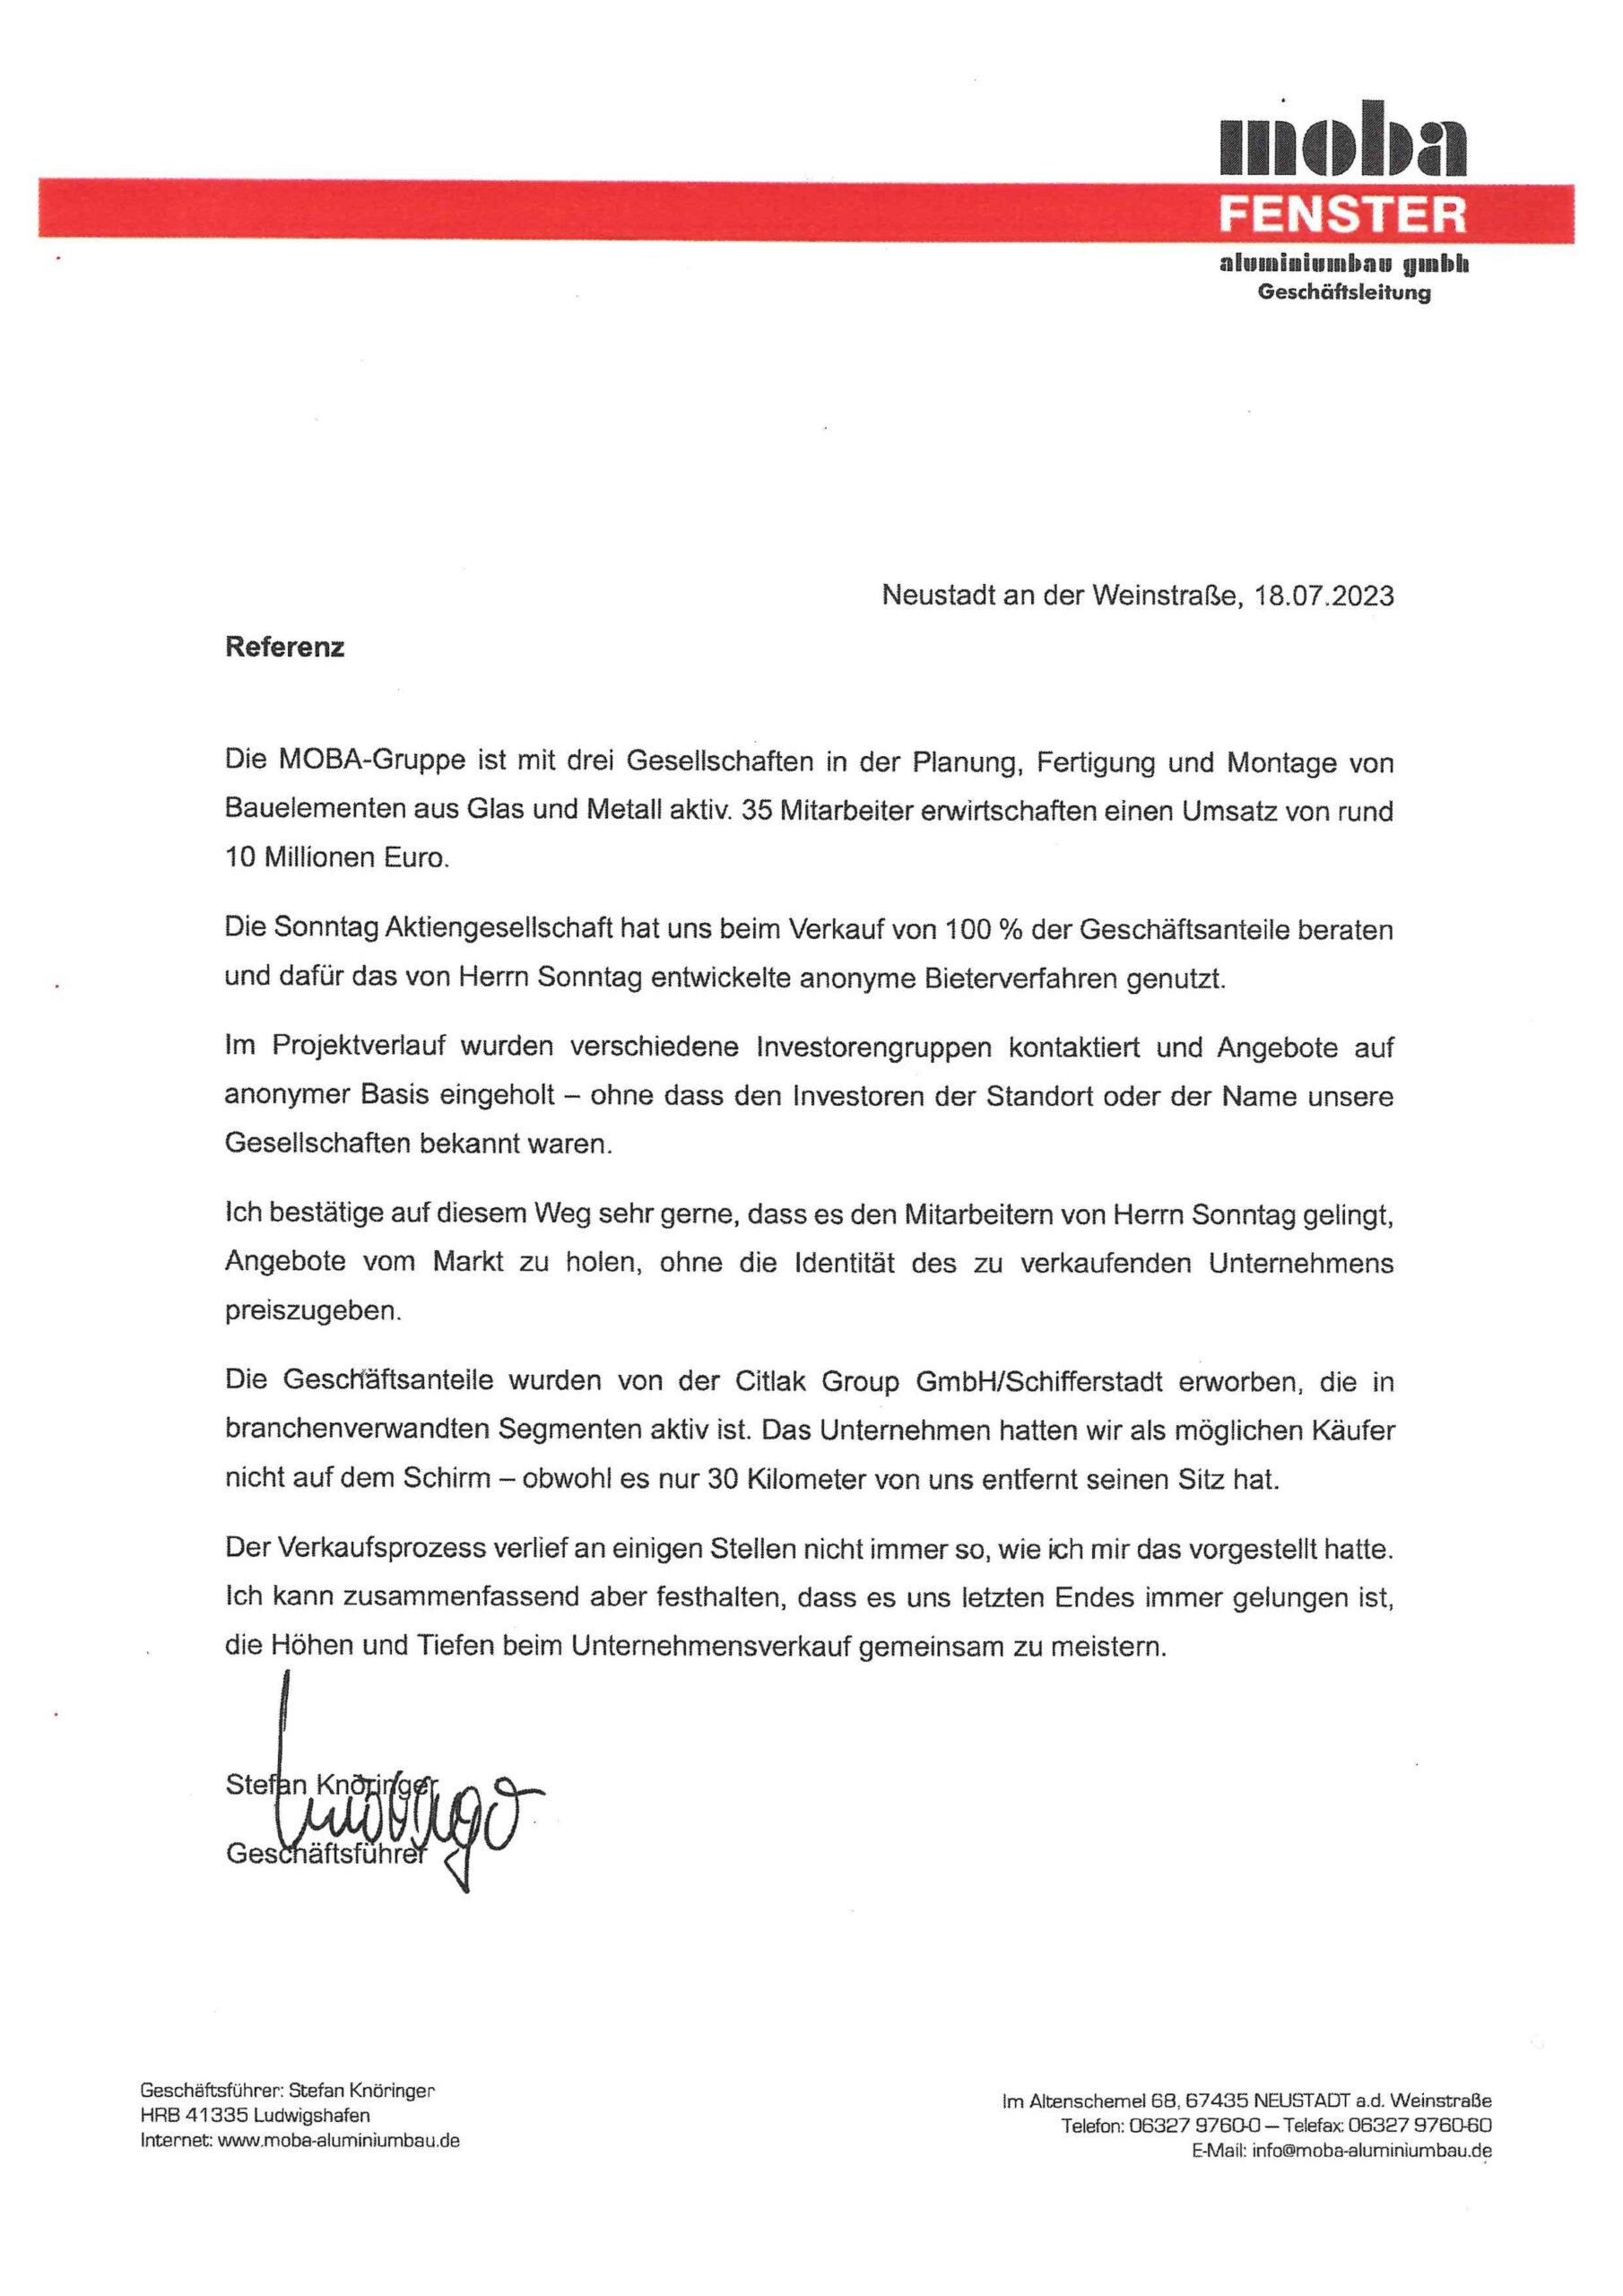 moba
FENSTER
aluminiumbau gmbh
Geschäftsleitung
Neustadt an der Weinstraße, 18.07.2023
Referenz
Die MOBA-Gruppe ist mit drei Gesellschaften in der Planung, Fertigung und Montage von
Bauelementen aus Glas und Metall aktiv. 35 Mitarbeiter erwirtschaften einen Umsatz von rund
10 Millionen Euro.
Die Sonntag Aktiengesellschaft hat uns beim Verkauf von 100 % der Geschäftsanteile beraten
und dafür das von Herrn Sonntag entwickelte anonyme Bieterverfahren genutzt.
Im Projektverlauf wurden verschiedene Investorengruppen kontaktiert und Angebote auf
anonymer Basis eingeholt – ohne dass den Investoren der Standort oder der Name unsere
Gesellschaften bekannt waren.
Ich bestätige auf diesem Weg sehr gerne, dass es den Mitarbeitern von Herrn Sonntag gelingt,
Angebote vom Markt zu holen, ohne die Identität des zu verkaufenden Unternehmens
preiszugeben.
Die Geschäftsanteile wurden von der Citlak Group GmbH/Schifferstadt erworben, die in
branchenverwandten Segmenten aktiv ist. Das Unternehmen hatten wir als möglichen Käufer
nicht auf dem Schirm – obwohl es nur 30 Kilometer von uns entfernt seinen Sitz hat.
Der Verkaufsprozess verlief an einigen Stellen nicht immer so, wie ich mir das vorgestellt hatte.
Ich kann zusammenfassend aber festhalten, dass es uns letzten Endes immer gelungen ist,
die Höhen und Tiefen beim Unternehmensverkauf gemeinsam zu meistern.
Stefan Knöringer
Geschäftsführer
Geschäftsführer: Stefan Knöringer
HRB 41335 Ludwigshafen
Internet: www.moba-aluminiumbau.de
Im Altenschemel 68, 67435 NEUSTADT a.d. Weinstraße
Telefon: 06327 9760-0 – Telefax: 06327 9760-60
E-Mail: info@moba-aluminiumbau.de